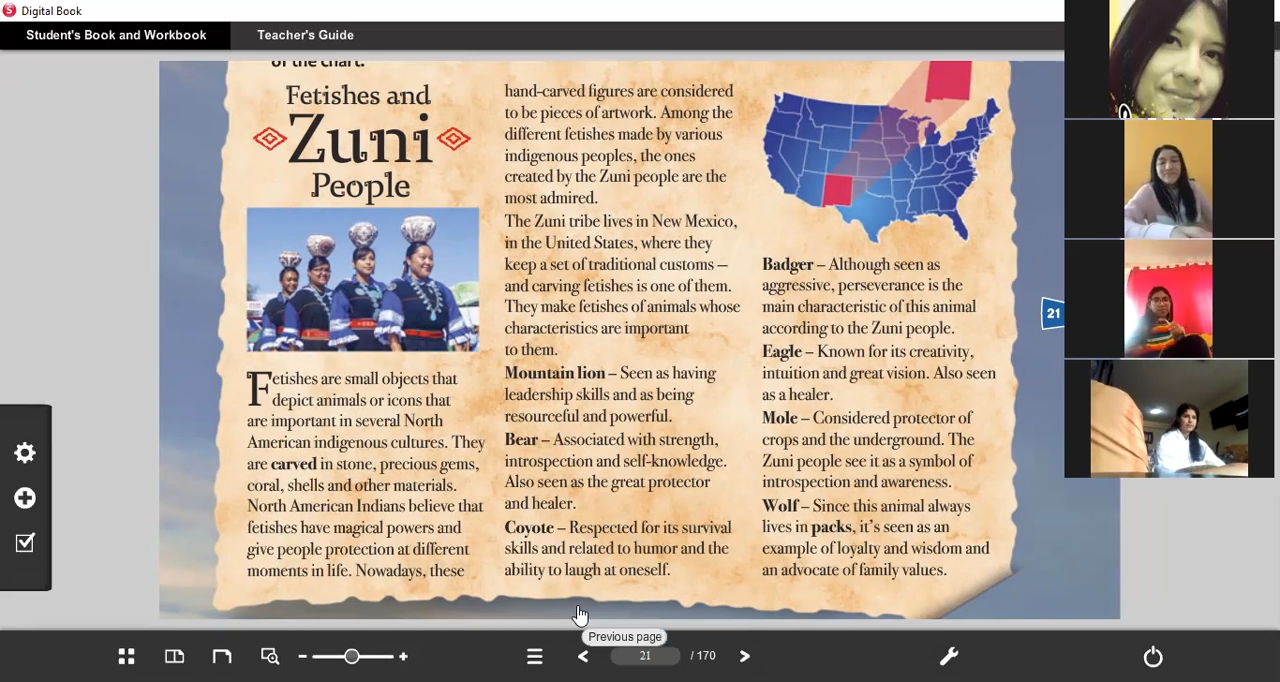 Digital Book
Student's Book and Workbook
Teacher's Guide
of the chart.
Fetishes and
Zuni
People
Fetishes are small objects that
depict animals or icons that
are important in several North
American indigenous cultures. They
are carved in stone, precious gems,
coral, shells and other materials.
North American Indians believe that
fetishes have magical powers and
give people protection at different
moments in life. Nowadays, these
hand-carved figures are considered
to be pieces of artwork. Among the
different fetishes made by various
indigenous peoples, the ones
created by the Zuni people are the
most admired.
The Zuni tribe lives in New Mexico,
in the United States, where they
keep a set of traditional customs –
and carving fetishes is one of them.
They make fetishes of animals whose
characteristics are important
to them.
Mountain lion – Seen as having
leadership skills and as being
resourceful and powerful.
Bear – Associated with strength,
introspection and self-knowledge.
Also seen as the great protector
and healer.
Coyote – Respected for its survival
skills and related to humor and the
ability to laugh at oneself.
Badger – Although seen as
aggressive, perseverance is the
main characteristic of this animal
according to the Zuni people.
Eagle – Known for its creativity,
intuition and great vision. Also seen
as a healer.
Mole – Considered protector of
crops and the underground. The
Zuni people see it as a symbol of
introspection and awareness.
Wolf – Since this animal always
lives in packs, it's seen as an
example of loyalty and wisdom and
an advocate of family values.
21
Previous page
21 / 170